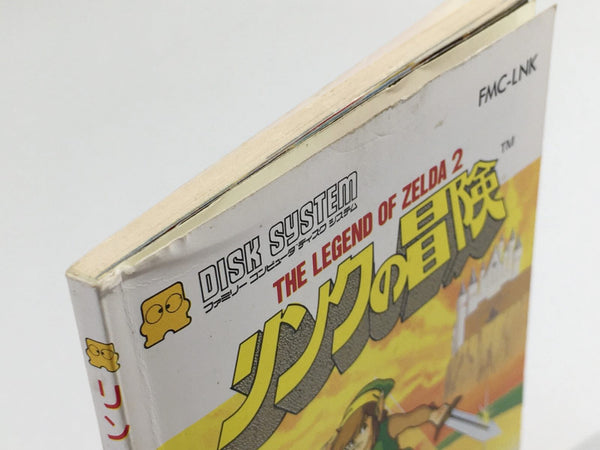 FMC-LNK
DISK SYSTEM
ファミリー コンピュータ ディスク システム
THE LEGEND OF ZELDA 2
TM
リンクの冒険
リン